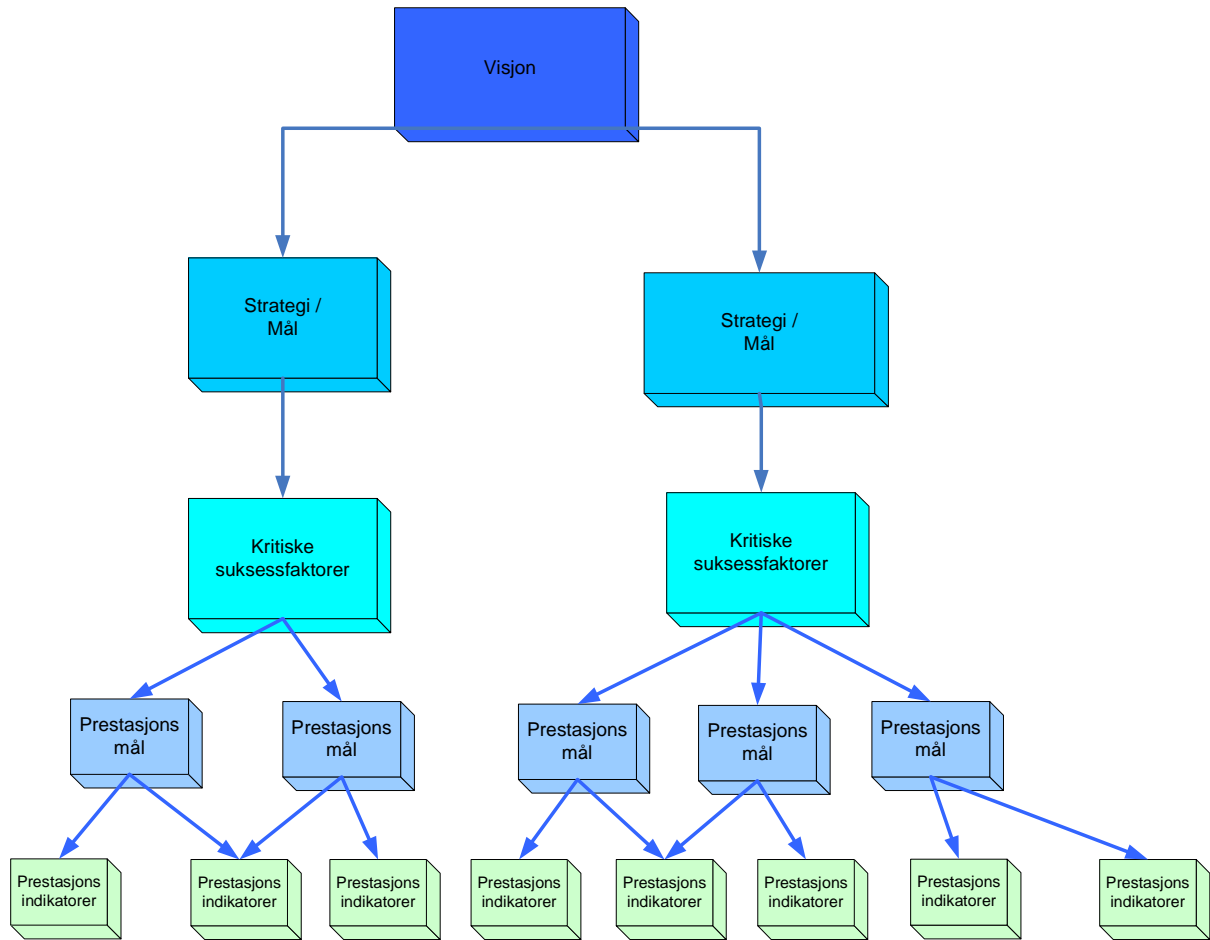 Visjon
Strategi /
Mål
Strategi /
Mål
Kritiske
suksessfaktorer
Kritiske
suksessfaktorer
Prestasjons
mål
Prestasjons
mål
Prestasjons
mål
Prestasjons
mål
Prestasjons
mål
Prestasjons
indikatorer
Prestasjons
indikatorer
Prestasjons
indikatorer
Prestasjons
indikatorer
Prestasjons
indikatorer
Prestasjons
indikatorer
Prestasjons
indikatorer
Prestasjons
indikatorer